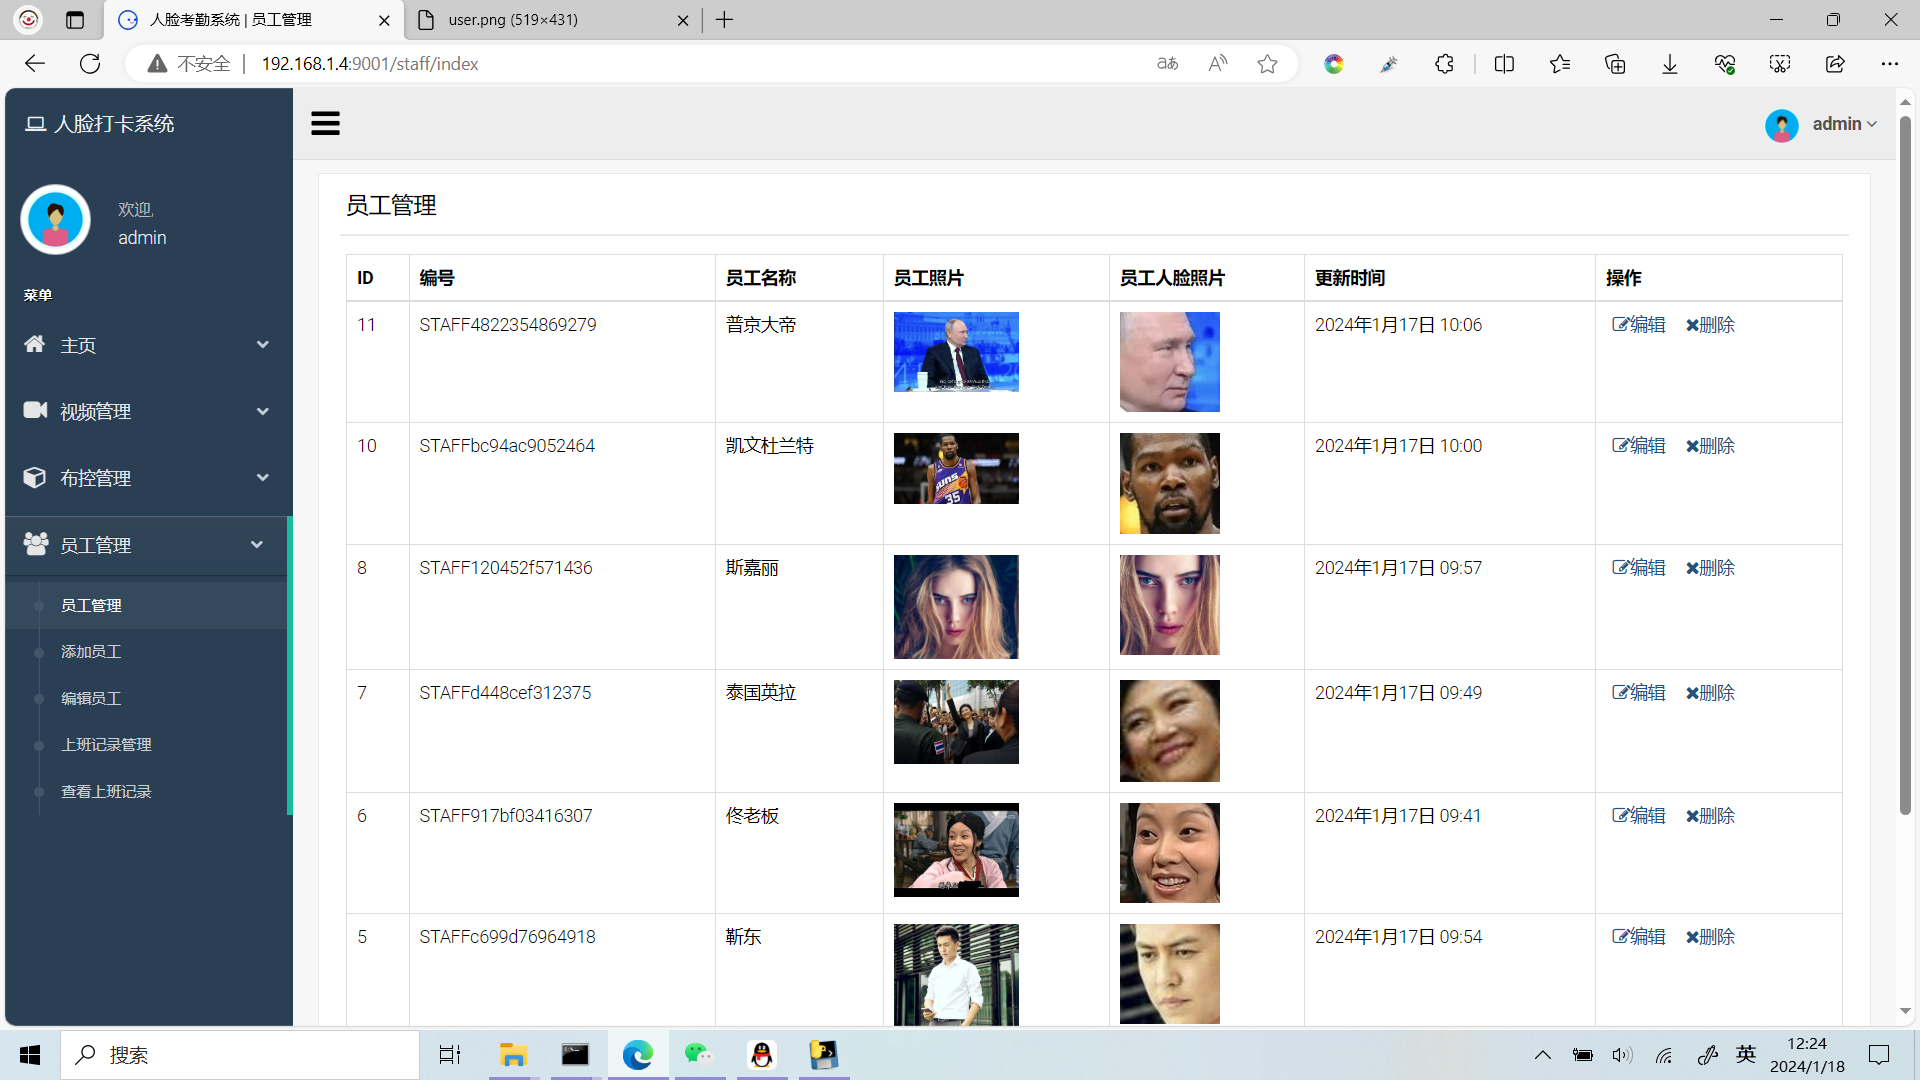 人脸考勤系统 | 员工管理
user.png (519×431)
不安全
192.168.1.4:9001/staff/index
人脸打卡系统
admin
欢迎,
admin
菜单
主页
视频管理
布控管理
员工管理
员工管理
添加员工
编辑员工
上班记录管理
查看上班记录
员工管理
ID 编号 员工名称 员工照片 员工人脸照片 更新时间 操作
11 STAFF4822354869279 普京大帝 2024年1月17日 10:06 编辑 删除
10 STAFFbc94ac9052464 凯文杜兰特 2024年1月17日 10:00 编辑 删除
SUNS
35
8 STAFF120452f571436 斯嘉丽 2024年1月17日 09:57 编辑 删除
7 STAFFd448cef312375 泰国英拉 2024年1月17日 09:49 编辑 删除
6 STAFF917bf03416307 佟老板 2024年1月17日 09:41 编辑 删除
5 STAFFc699d76964918 靳东 2024年1月17日 09:54 编辑 删除
搜索
英
12:24
2024/1/18